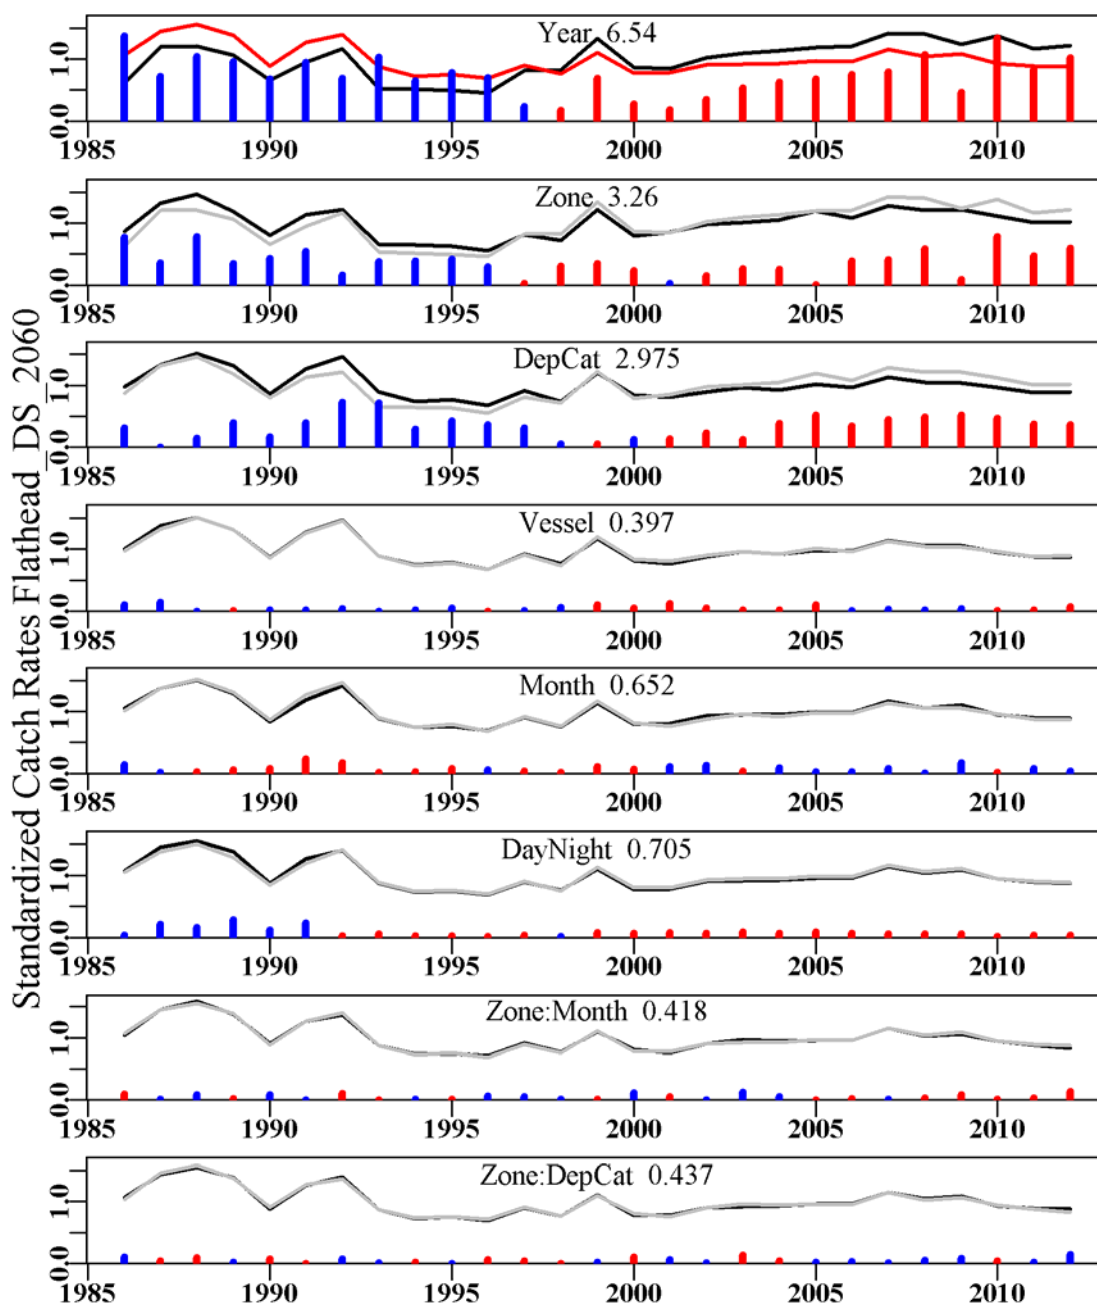 Standardized Catch Rates Flathead_DS_2060
Year 6.54
0.0 1.0
1985 1990 1995 2000 2005 2010
Zone 3.26
0.0 1.0
1985 1990 1995 2000 2005 2010
DepCat 2.975
0.0 1.0
1985 1990 1995 2000 2005 2010
Vessel 0.397
0.0 1.0
1985 1990 1995 2000 2005 2010
Month 0.652
0.0 1.0
1985 1990 1995 2000 2005 2010
DayNight 0.705
0.0 1.0
1985 1990 1995 2000 2005 2010
Zone:Month 0.418
0.0 1.0
1985 1990 1995 2000 2005 2010
Zone:DepCat 0.437
0.0 1.0
1985 1990 1995 2000 2005 2010